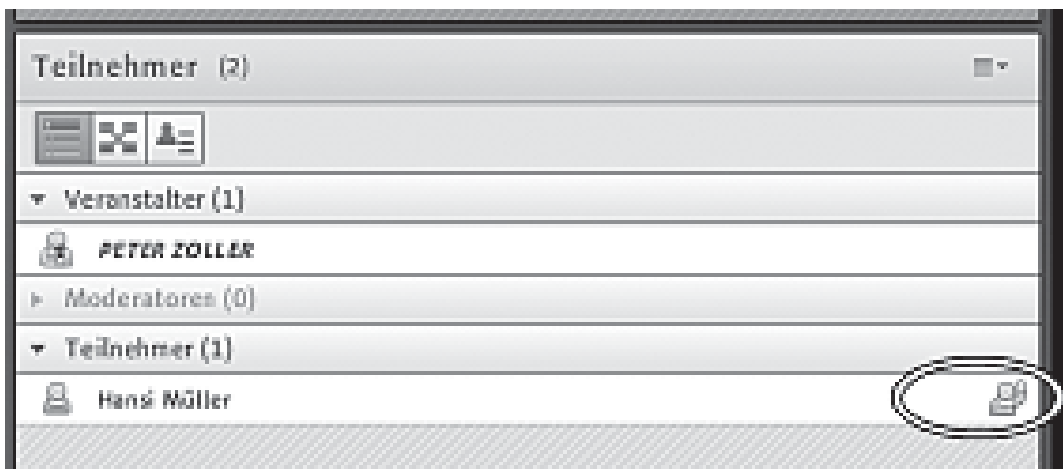 Teilnehmer (2)
Veranstalter (1)
PETER ZOLLER
Moderatoren (0)
Teilnehmer (1)
Hansi Müller